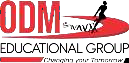 ODM
EDUCATIONAL GROUP
Changing your Tomorrow